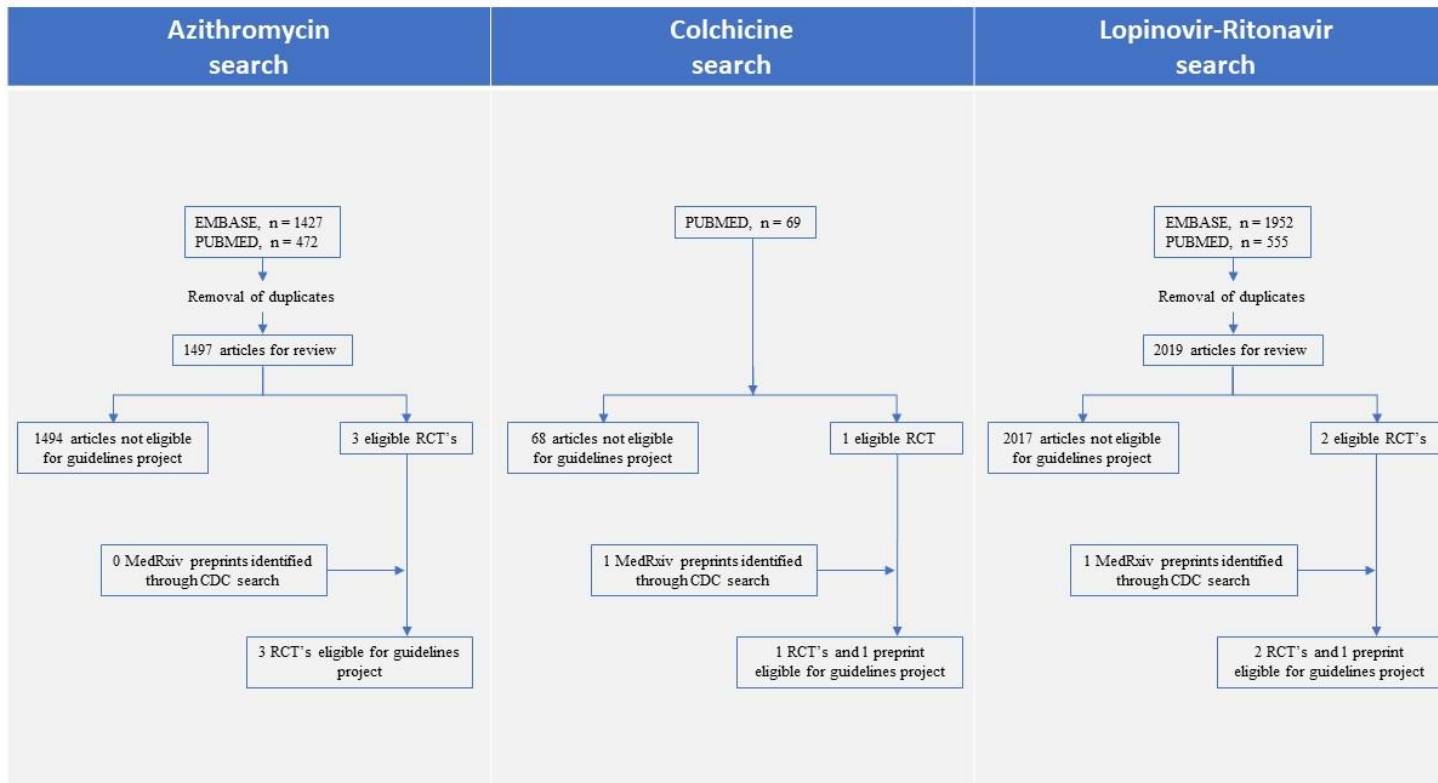 Azithromycin
search
EMBASE, n = 1427
PUBMED, n = 472
Removal of duplicates
1497 articles for review
1494 articles not eligible
for guidelines project
3 eligible RCT's
0 MedRxiv preprints identified
through CDC search
3 RCT's eligible for guidelines
project
Colchicine
search
PUBMED, n = 69
68 articles not eligible
for guidelines project
1 eligible RCT
1 MedRxiv preprints identified
through CDC search
1 RCT's and 1 preprint
eligible for guidelines project
Lopinovir-Ritonavir
search
EMBASE, n = 1952
PUBMED, n = 555
Removal of duplicates
2019 articles for review
2017 articles not eligible
for guidelines project
2 eligible RCT's
1 MedRxiv preprints identified
through CDC search
2 RCT's and 1 preprint
eligible for guidelines project